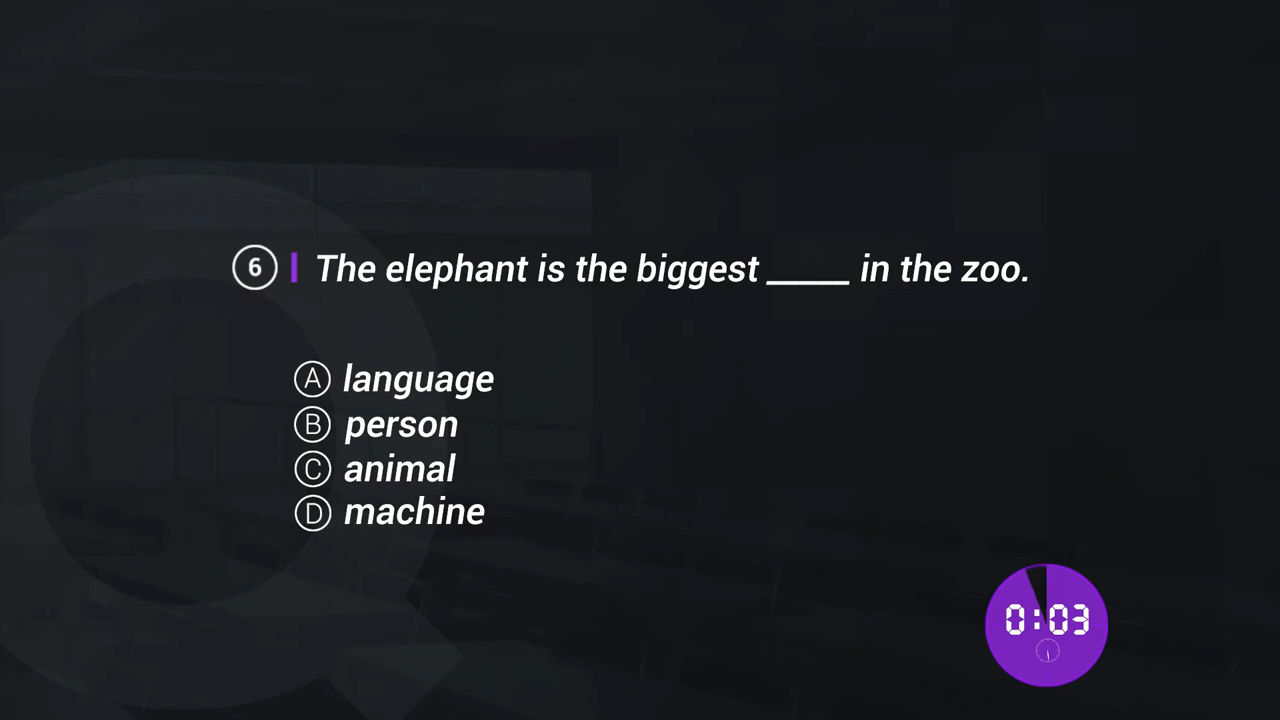 6 The elephant is the biggest _____ in the zoo.
A language
B person
C animal
D machine
0:03